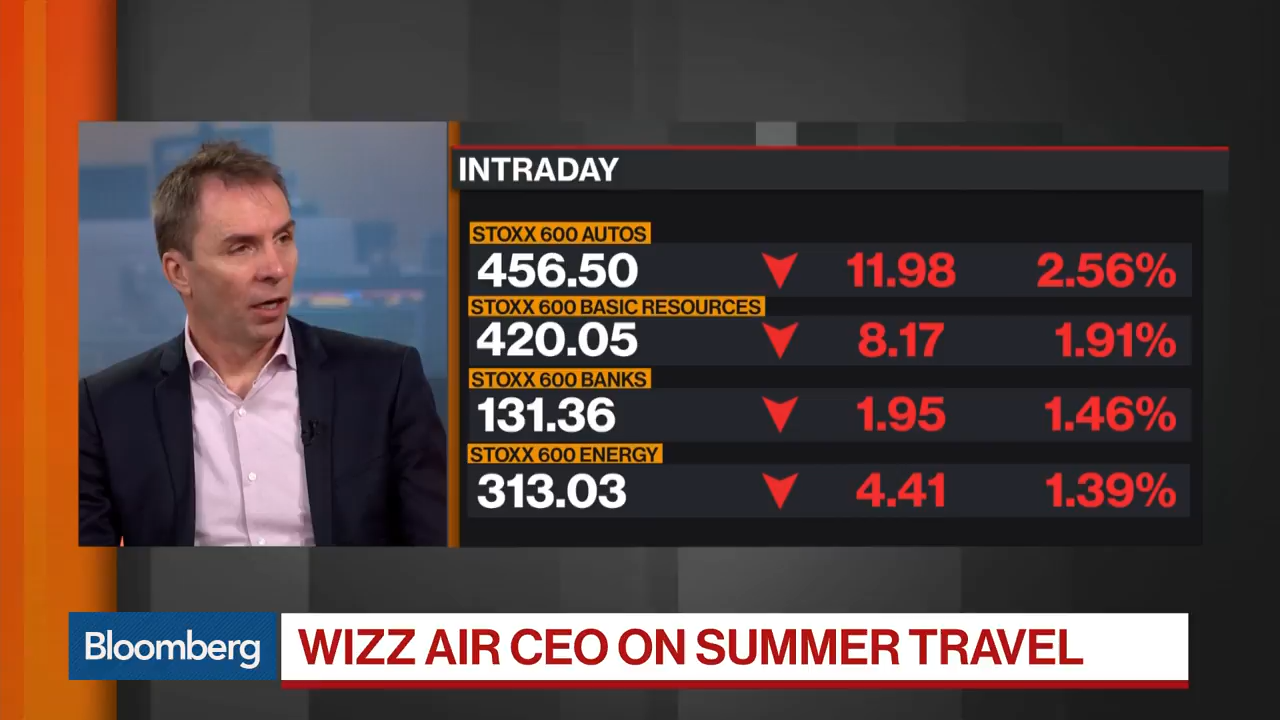 INTRADAY
STOXX 600 AUTOS
456.50 11.98 2.56%
STOXX 600 BASIC RESOURCES
420.05 8.17 1.91%
STOXX 600 BANKS
131.36 1.95 1.46%
STOXX 600 ENERGY
313.03 4.41 1.39%
Bloomberg WIZZ AIR CEO ON SUMMER TRAVEL